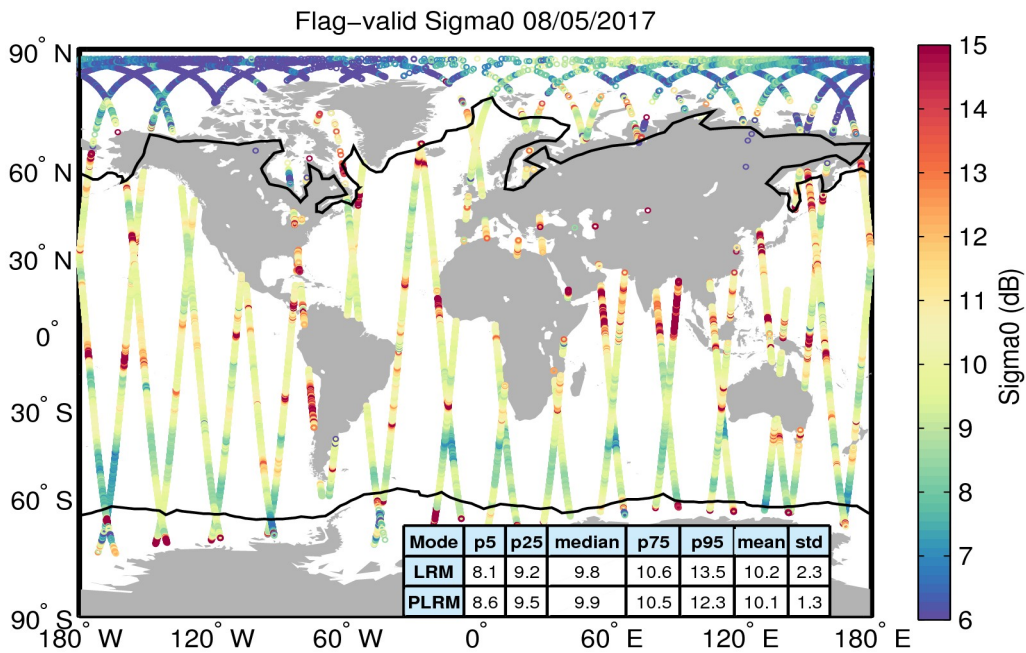 Flag−valid Sigma0 08/05/2017
90° N
60° N
30° N
0°
30° S
60° S
90° S
180° W
120° W
60° W
0°
60° E
120° E
180° E
Mode p5 p25 median p75 p95 mean std
LRM 8.1 9.2 9.8 10.6 13.5 10.2 2.3
PLRM 8.6 9.5 9.9 10.5 12.3 10.1 1.3
15
14
13
12
11
10
9
8
7
6
Sigma0 (dB)